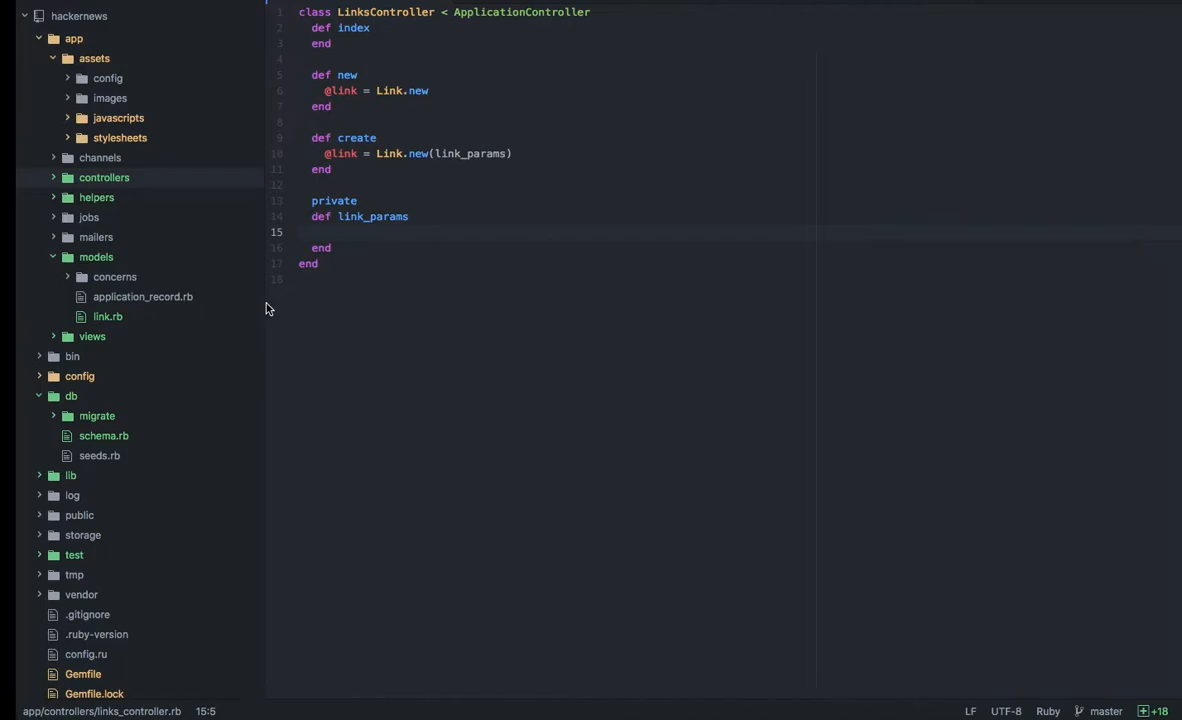 hackernews
app
assets
config
images
javascripts
stylesheets
channels
controllers
helpers
jobs
mailers
models
concerns
application_record.rb
link.rb
views
bin
config
db
migrate
schema.rb
seeds.rb
lib
log
public
storage
test
tmp
vendor
.gitignore
.ruby-version
config.ru
Gemfile
Gemfile.lock
1 class LinksController < ApplicationController
2 def index
3 end
4
5 def new
6 @link = Link.new
7 end
8
9 def create
10 @link = Link.new(link_params)
11 end
12
13 private
14 def link_params
15
16 end
17 end
18
app/controllers/links_controller.rb 15:5 LF UTF-8 Ruby master +18